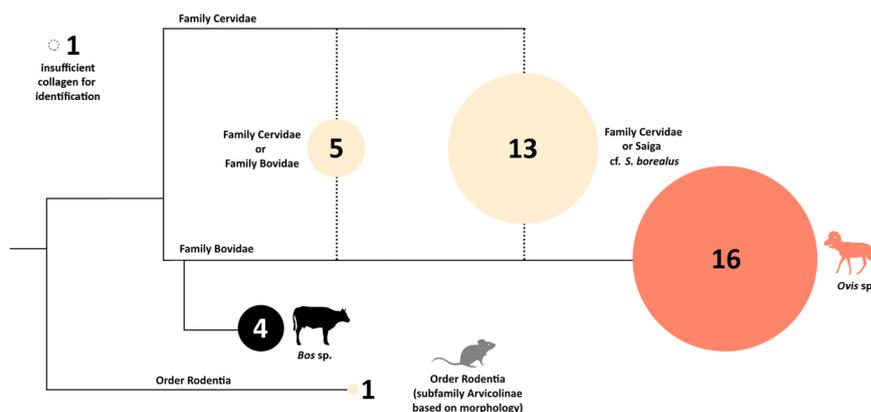 Family Cervidae
1
insufficient
collagen for
identification
Family Cervidae
or
Family Bovidae
5
13
Family Cervidae
or Saiga
cf. S. borealus
Family Bovidae
16
Ovis sp
4
Bos sp.
Order Rodentia
1
Order Rodentia
(subfamily Arvicolinae
based on morphology)